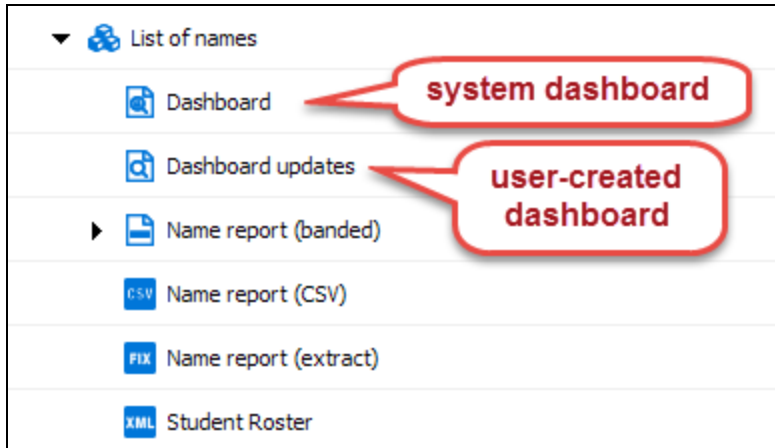 List of names
Dashboard
system dashboard
Dashboard updates
user-created
dashboard
Name report (banded)
CSV Name report (CSV)
FIX Name report (extract)
XML Student Roster